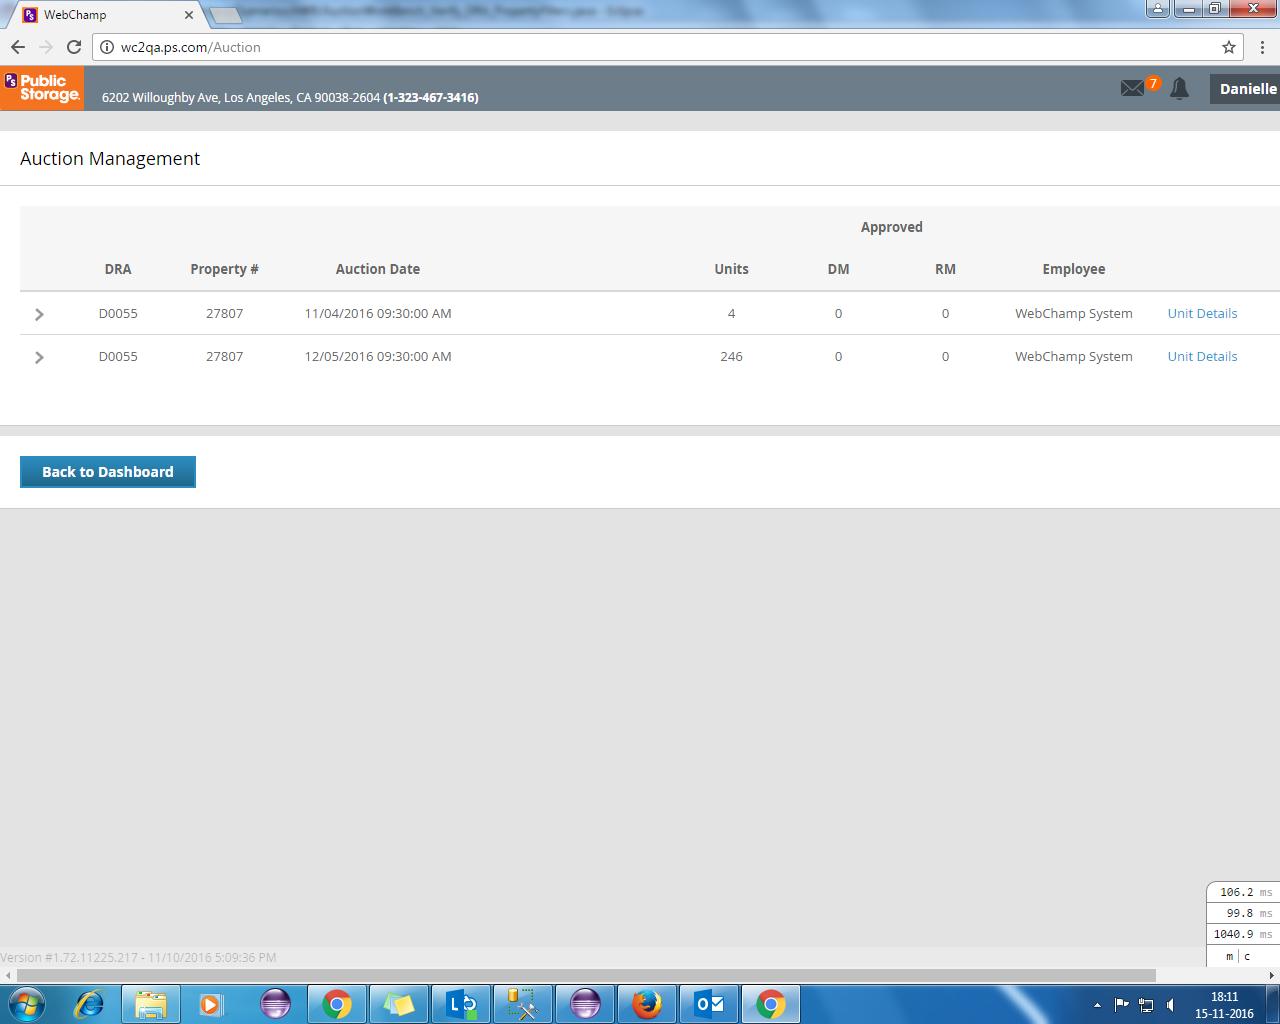 WebChamp
wc2qa.ps.com/Auction
PS Public Storage.
6202 Willoughby Ave, Los Angeles, CA 90038-2604 (1-323-467-3416)
7
Danielle
Auction Management
Approved
DRA Property # Auction Date Units DM RM Employee
D0055 27807 11/04/2016 09:30:00 AM 4 0 0 WebChamp System Unit Details
D0055 27807 12/05/2016 09:30:00 AM 246 0 0 WebChamp System Unit Details
Back to Dashboard
106.2 ms
99.8 ms
1040.9 ms
m | c
Version #1.72.11225.217 - 11/10/2016 5:09:36 PM
18:11
15-11-2016